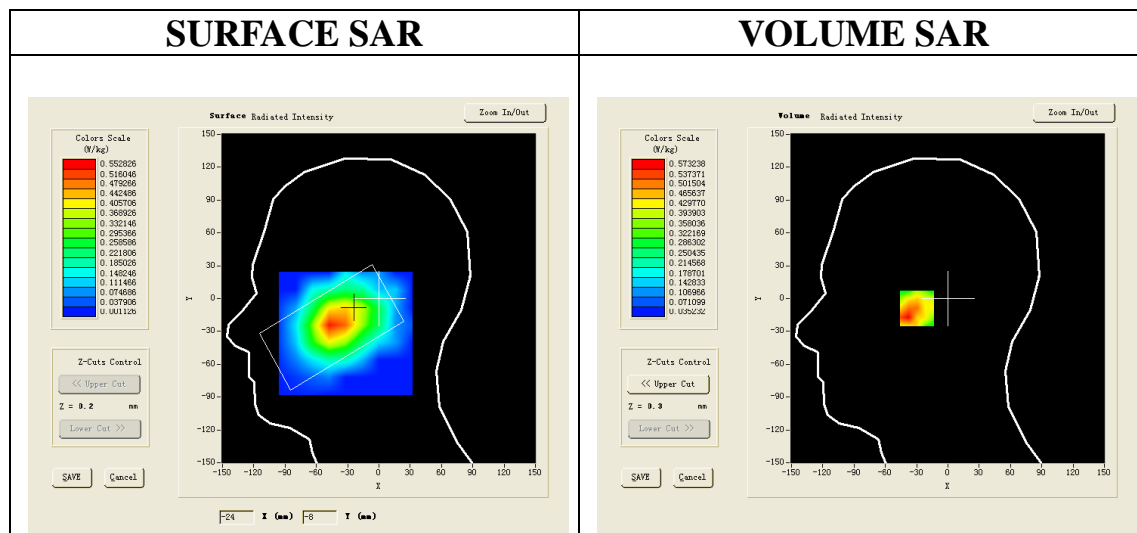 SURFACE SAR
VOLUME SAR
Surface Radiated Intensity
Zoom In/Out
Colors Scale
(W/kg)
0.552826
0.516046
0.479266
0.442486
0.405706
0.368926
0.332146
0.295366
0.258586
0.221806
0.185026
0.148246
0.111466
0.074686
0.037906
0.001126
150
120
90
60
30
0
-30
-60
-90
-120
-150
Y
-150 -120 -90 -60 -30 0 30 60 90 120 150
X
Z-Cuts Control
<< Upper Cut
Z = 0.2 mm
Lower Cut >>
SAVE Cancel
-24 X (mm) -8 Y (mm)
Volume Radiated Intensity
Zoom In/Out
Colors Scale
(W/kg)
0.573238
0.537371
0.501504
0.465637
0.429770
0.393903
0.358036
0.322169
0.286302
0.250435
0.214568
0.178701
0.142833
0.106966
0.071099
0.035232
150
120
90
60
30
0
-30
-60
-90
-120
-150
Y
-150 -120 -90 -60 -30 0 30 60 90 120 150
X
Z-Cuts Control
<< Upper Cut
Z = 0.3 mm
Lower Cut >>
SAVE Cancel